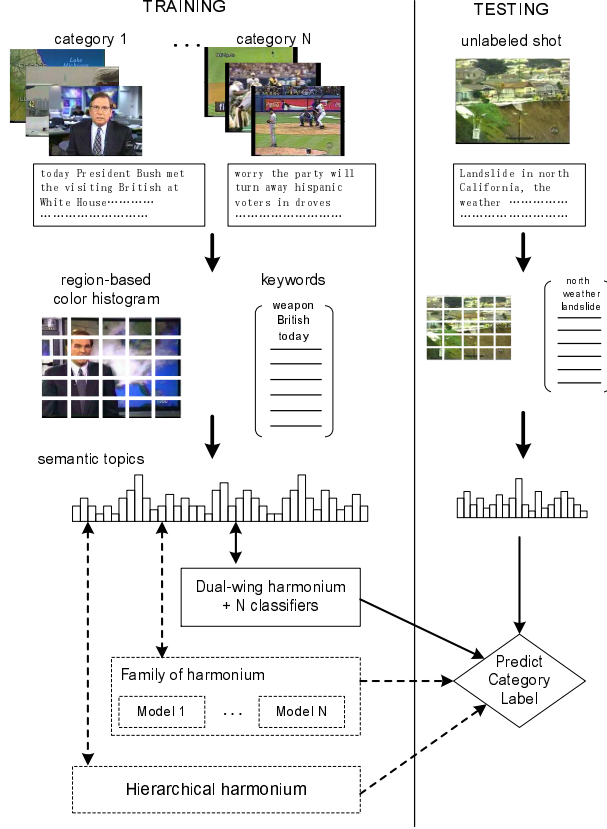 TRAINING
TESTING
category 1
. . .
category N
unlabeled shot
Lake
today President Bush met
the visiting British at
White House…………
………………………
worry the party will
turn away hispanic
voters in droves
………………………
Landslide in north
California, the
weather ……………
………………………
region-based
color histogram
keywords
weapon
British
today
north
weather
landslide
semantic topics
Dual-wing harmonium
+ N classifiers
Family of harmonium
Model 1
. . .
Model N
Predict
Category
Label
Hierarchical harmonium